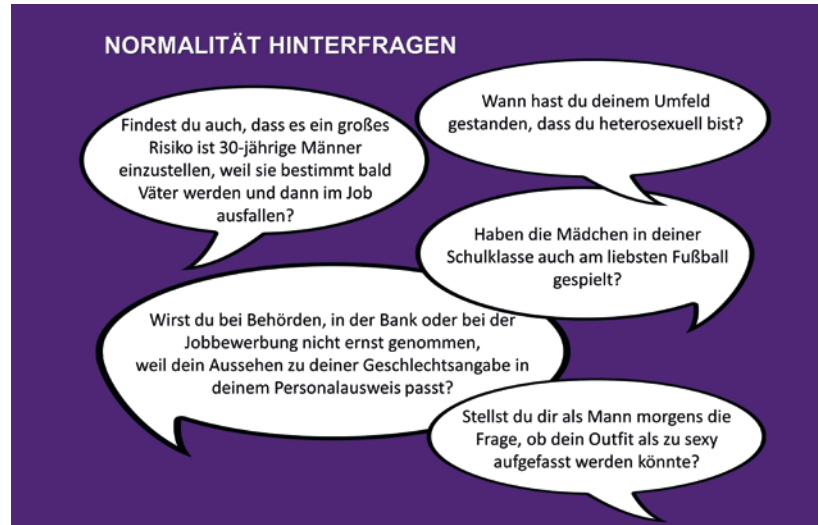 NORMALITÄT HINTERFRAGEN
Findest du auch, dass es ein großes
Risiko ist 30-jährige Männer
einzustellen, weil sie bestimmt bald
Väter werden und dann im Job
ausfallen?
Wann hast du deinem Umfeld
gestanden, dass du heterosexuell bist?
Haben die Mädchen in deiner
Schulklasse auch am liebsten Fußball
gespielt?
Wirst du bei Behörden, in der Bank oder bei der
Jobbewerbung nicht ernst genommen,
weil dein Aussehen zu deiner Geschlechtsangabe in
deinem Personalausweis passt?
Stellst du dir als Mann morgens die
Frage, ob dein Outfit als zu sexy
aufgefasst werden könnte?